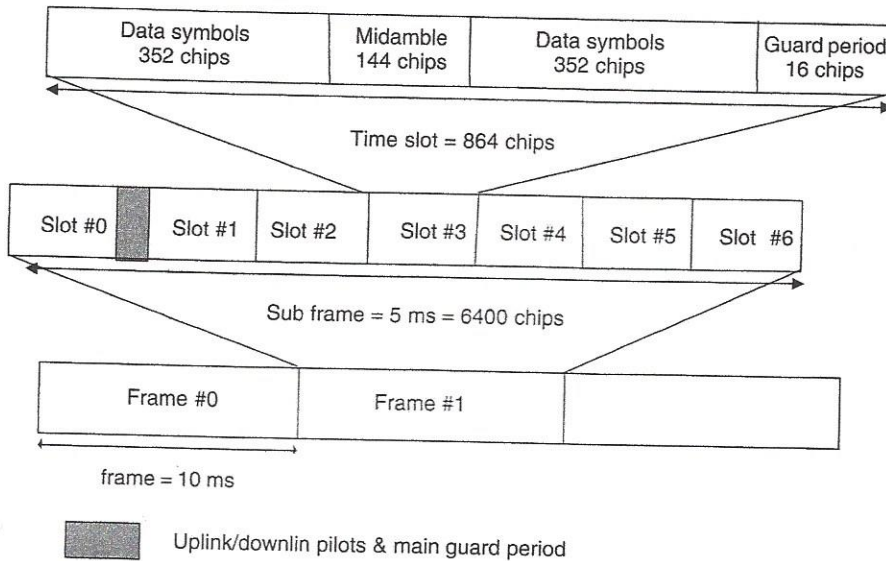 Data symbols
352 chips
Midamble
144 chips
Data symbols
352 chips
Guard period
16 chips
Time slot = 864 chips
Slot #0
Slot #1
Slot #2
Slot #3
Slot #4
Slot #5
Slot #6
Sub frame = 5 ms = 6400 chips
Frame #0
Frame #1
frame = 10 ms
Uplink/downlin pilots & main guard period